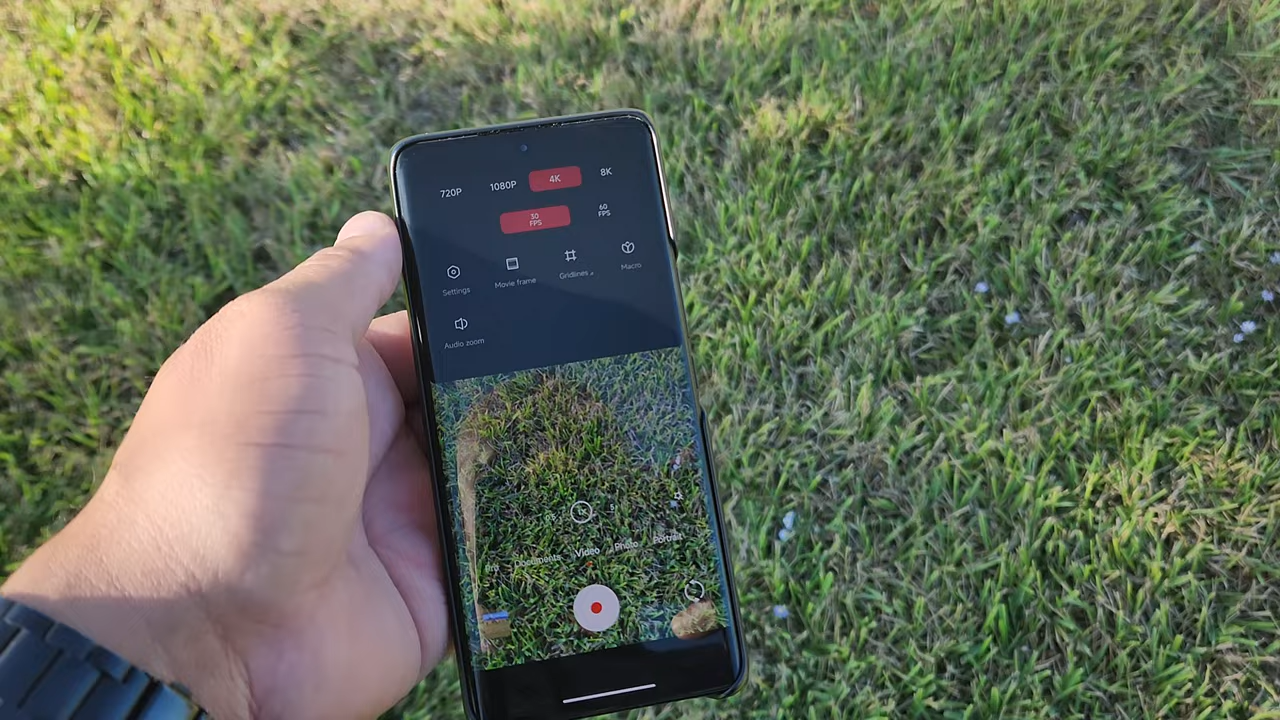 720P 1080P 4K 8K
30 FPS 60 FPS
Settings Movie frame Gridlines Macro
Audio zoom
Documents Video Photo Portrait